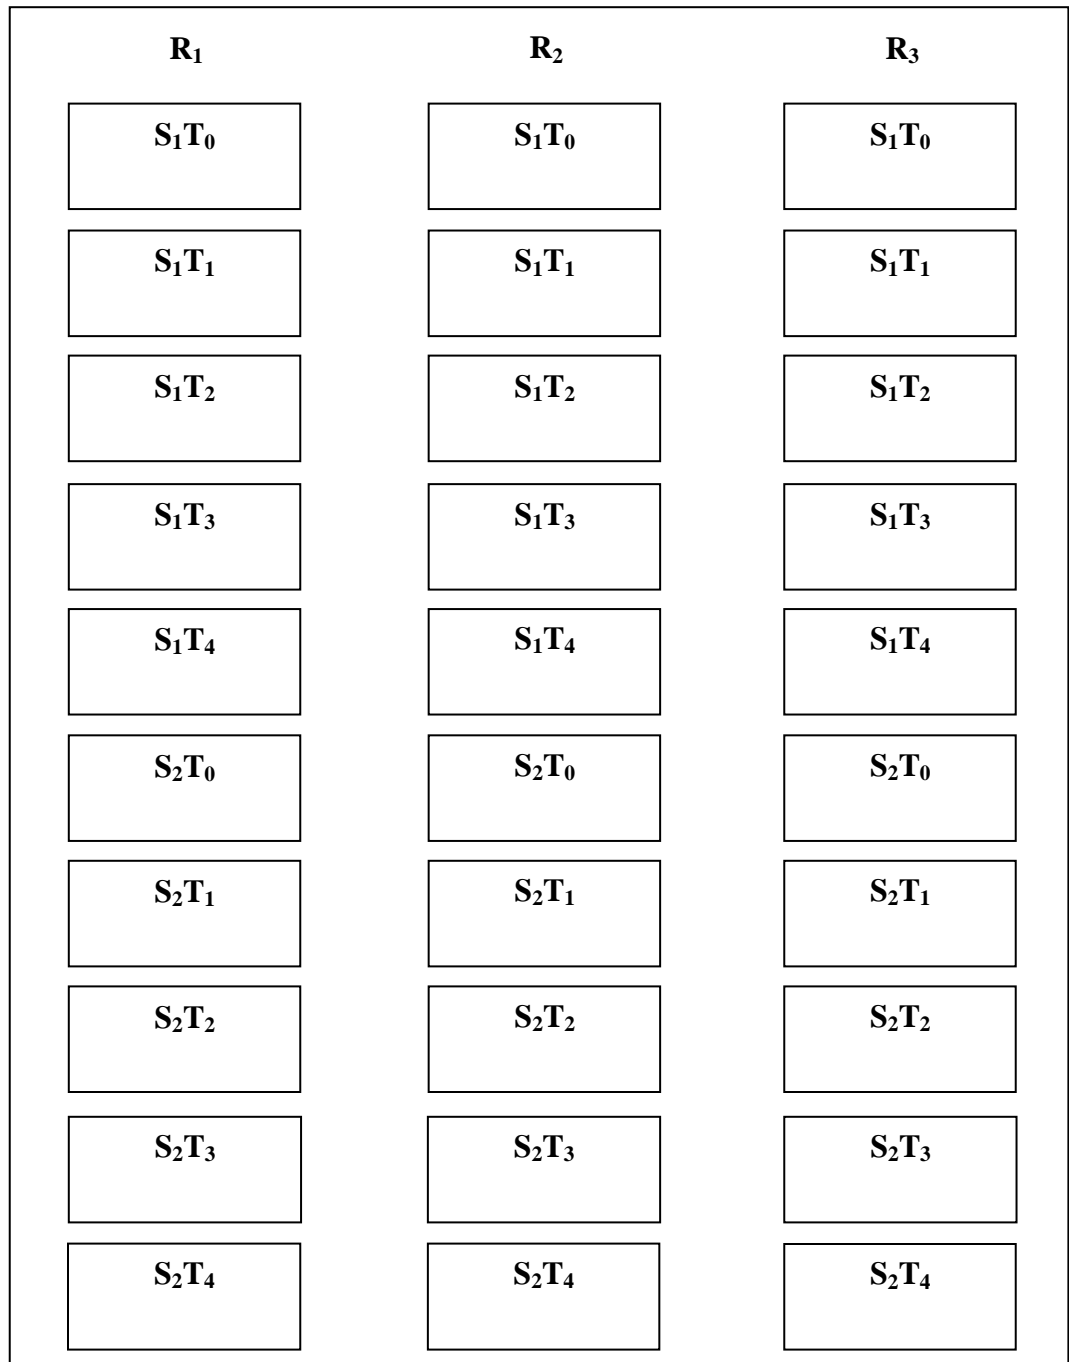 R₁ R₂ R₃
S₁T₀ S₁T₀ S₁T₀
S₁T₁ S₁T₁ S₁T₁
S₁T₂ S₁T₂ S₁T₂
S₁T₃ S₁T₃ S₁T₃
S₁T₄ S₁T₄ S₁T₄
S₂T₀ S₂T₀ S₂T₀
S₂T₁ S₂T₁ S₂T₁
S₂T₂ S₂T₂ S₂T₂
S₂T₃ S₂T₃ S₂T₃
S₂T₄ S₂T₄ S₂T₄